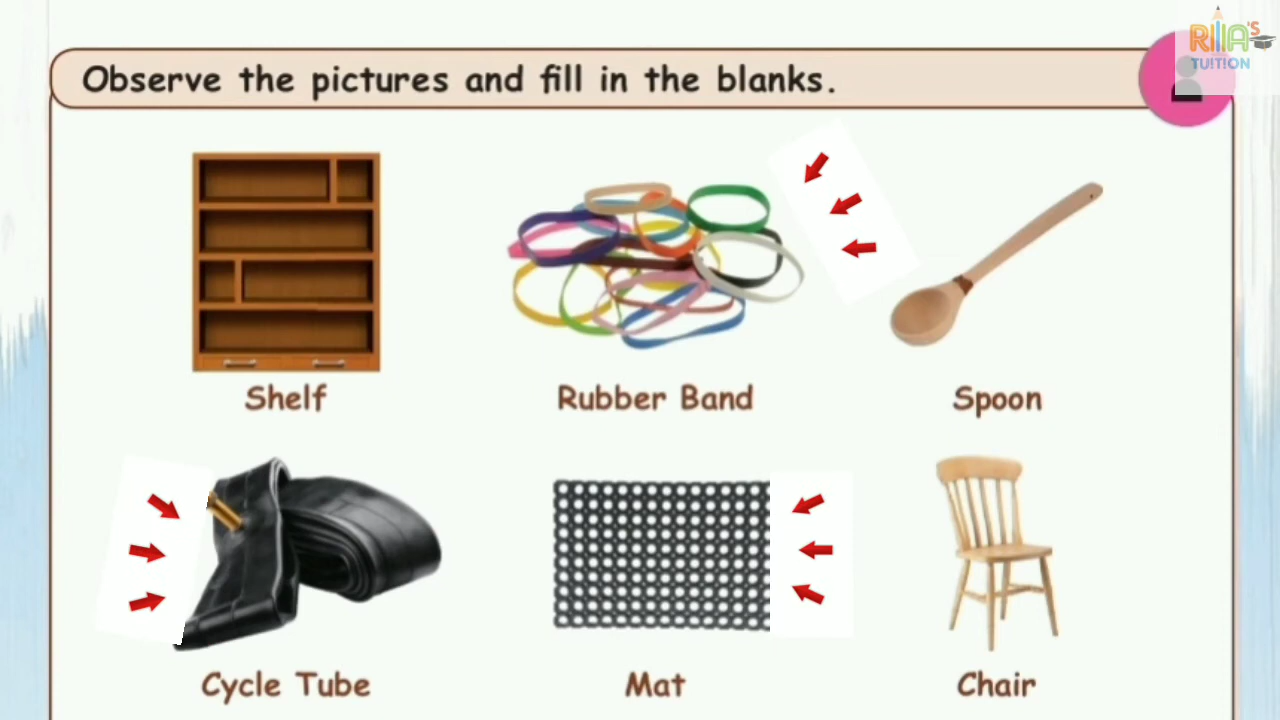 RIIA'S
TUITION
Observe the pictures and fill in the blanks.
Shelf
Rubber Band
Spoon
Cycle Tube
Mat
Chair